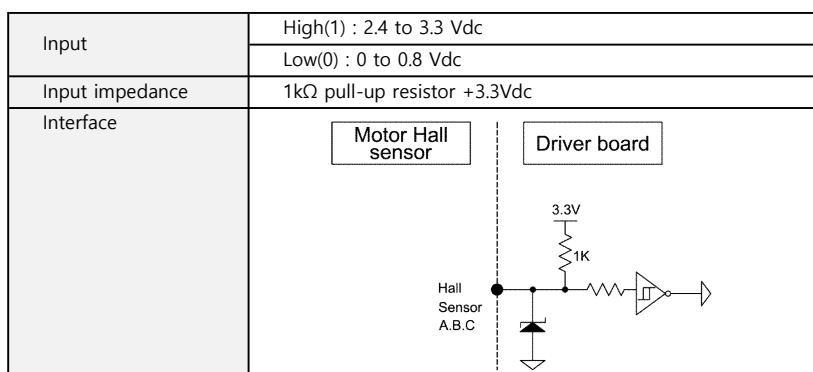 Input
High(1) : 2.4 to 3.3 Vdc
Low(0) : 0 to 0.8 Vdc
Input impedance
1kΩ pull-up resistor +3.3Vdc
Interface
Motor Hall
sensor
Driver board
3.3V
1K
Hall
Sensor
A.B.C